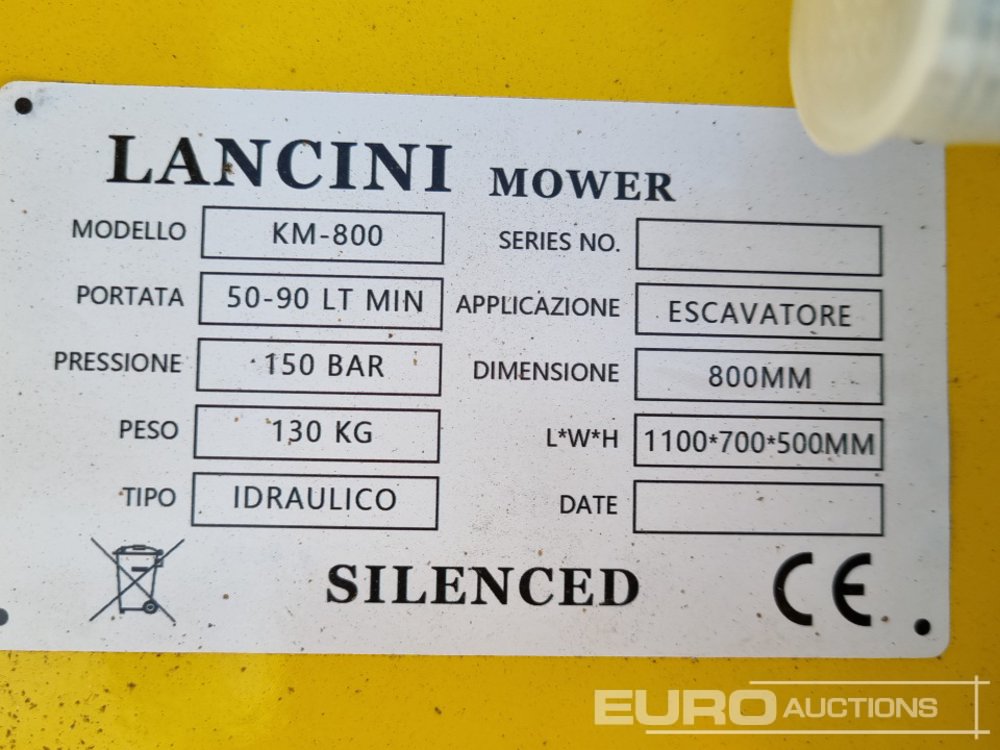 LANCINI MOWER
MODELLO KM-800 SERIES NO.
PORTATA 50-90 LT MIN APPLICAZIONE ESCAVATORE
PRESSIONE 150 BAR DIMENSIONE 800MM
PESO 130 KG L*W*H 1100*700*500MM
TIPO IDRAULICO DATE
SILENCED CE
EURO AUCTIONS